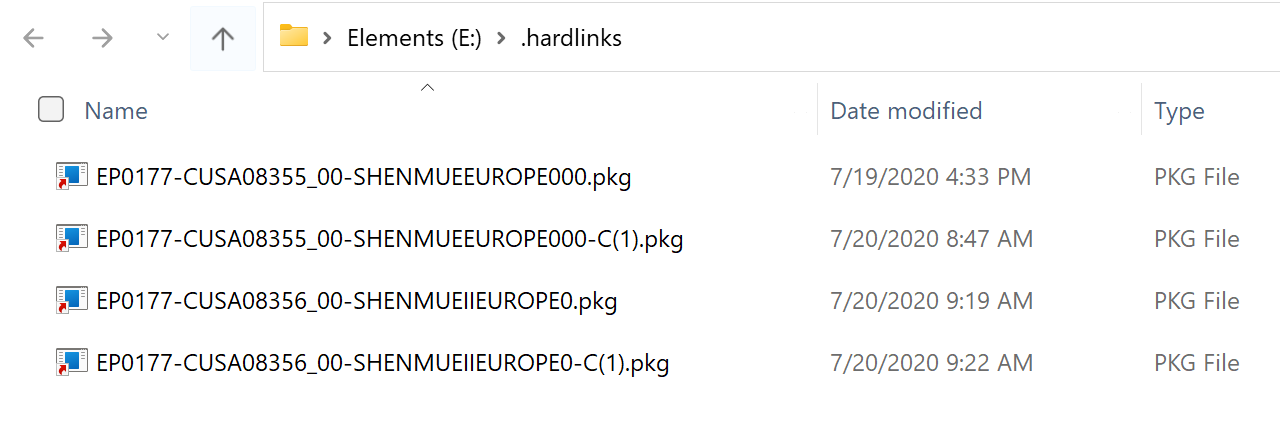 Elements (E:) .hardlinks
Name Date modified Type
EP0177-CUSA08355_00-SHENMUEEUROPE000.pkg 7/19/2020 4:33 PM PKG File
EP0177-CUSA08355_00-SHENMUEEUROPE000-C(1).pkg 7/20/2020 8:47 AM PKG File
EP0177-CUSA08356_00-SHENMUEIIEUROPE0.pkg 7/20/2020 9:19 AM PKG File
EP0177-CUSA08356_00-SHENMUEIIEUROPE0-C(1).pkg 7/20/2020 9:22 AM PKG File